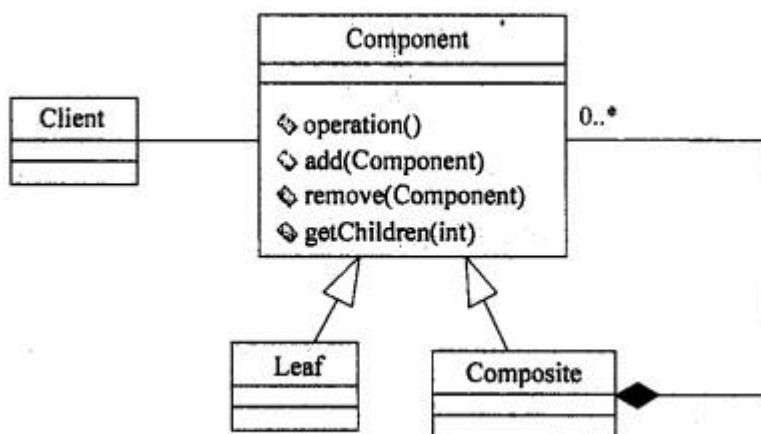 Component
Client
0..*
operation()
add(Component)
remove(Component)
getChildren(int)
Leaf
Composite